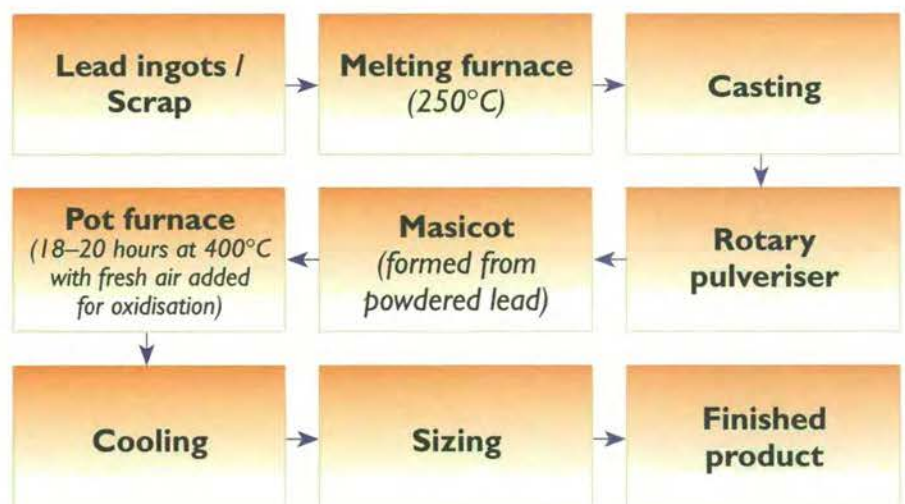 Lead ingots /
Scrap
Melting furnace
(250°C)
Casting
Pot furnace
(18–20 hours at 400°C
with fresh air added
for oxidisation)
Masicot
(formed from
powdered lead)
Rotary
pulveriser
Cooling
Sizing
Finished
product